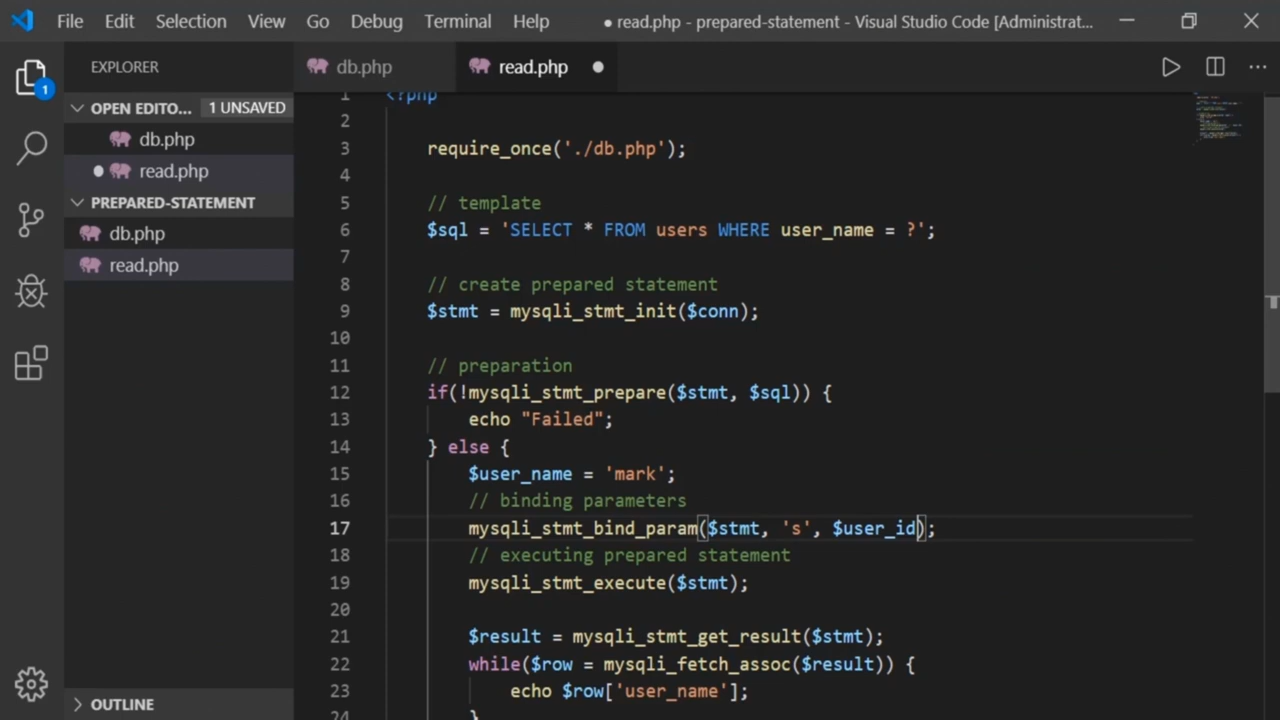 File Edit Selection View Go Debug Terminal Help ● read.php - prepared-statement - Visual Studio Code [Administrat...
EXPLORER
db.php
read.php
OPEN EDITO... 1 UNSAVED
db.php
read.php
PREPARED-STATEMENT
db.php
read.php
OUTLINE
1
1 <?php
2
3 require_once('./db.php');
4
5 // template
6 $sql = 'SELECT * FROM users WHERE user_name = ?';
7
8 // create prepared statement
9 $stmt = mysqli_stmt_init($conn);
10
11 // preparation
12 if(!mysqli_stmt_prepare($stmt, $sql)) {
13 echo "Failed";
14 } else {
15 $user_name = 'mark';
16 // binding parameters
17 mysqli_stmt_bind_param($stmt, 's', $user_id);
18 // executing prepared statement
19 mysqli_stmt_execute($stmt);
20
21 $result = mysqli_stmt_get_result($stmt);
22 while($row = mysqli_fetch_assoc($result)) {
23 echo $row['user_name'];
24 }